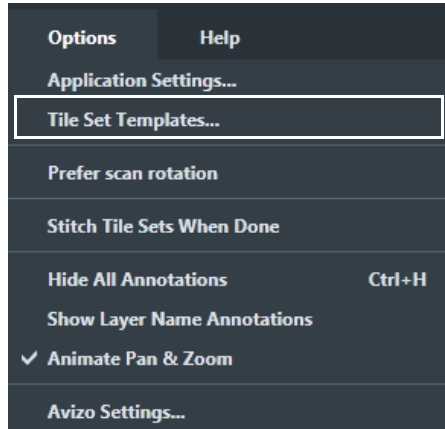 Options Help
Application Settings...
Tile Set Templates...
Prefer scan rotation
Stitch Tile Sets When Done
Hide All Annotations Ctrl+H
Show Layer Name Annotations
Animate Pan & Zoom
Avizo Settings...